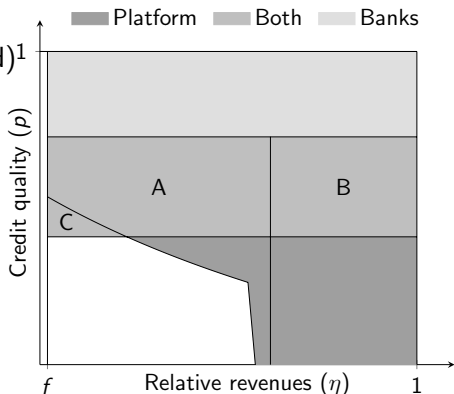 Platform Both Banks
d)
1
Credit quality (p)
A
B
C
f
Relative revenues (η)
1